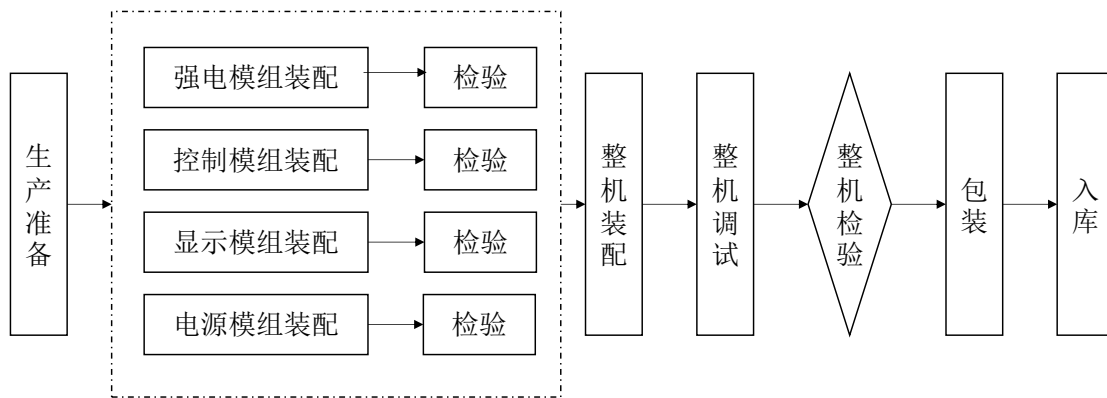 生产准备
强电模组装配
检验
控制模组装配
检验
显示模组装配
检验
电源模组装配
检验
整机装配
整机调试
整机检验
包装
入库